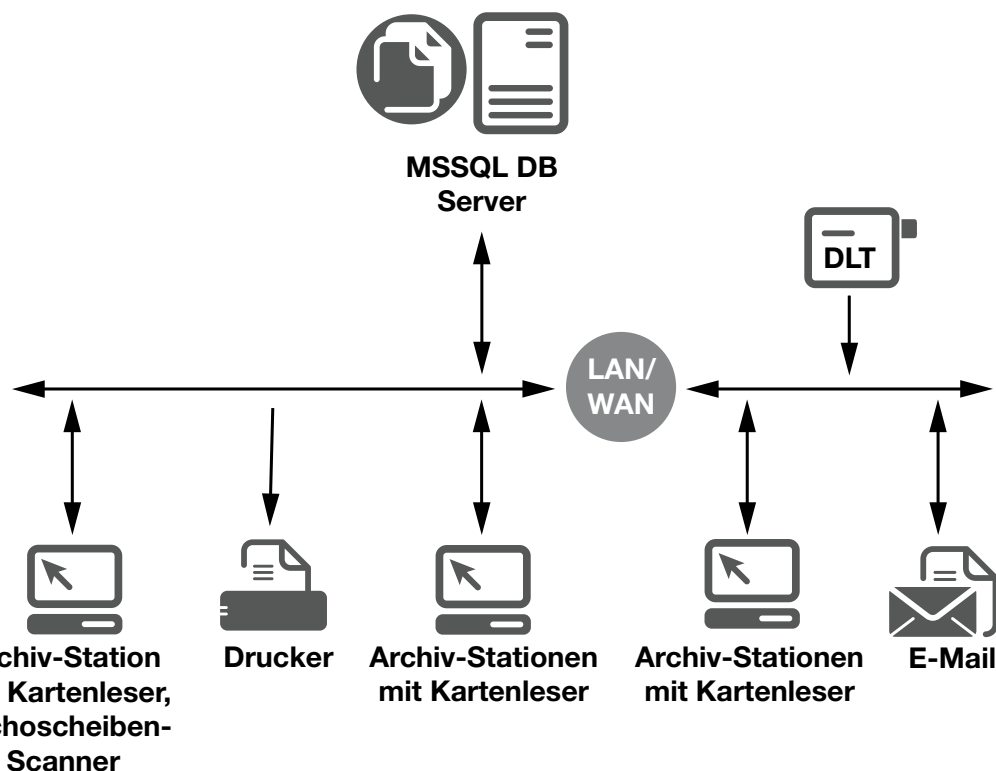 MSSQL DB
Server
DLT
LAN/
WAN
chiv-Station
Kartenleser,
choscheiben-
Scanner
Drucker
Archiv-Stationen
mit Kartenleser
Archiv-Stationen
mit Kartenleser
E-Mail